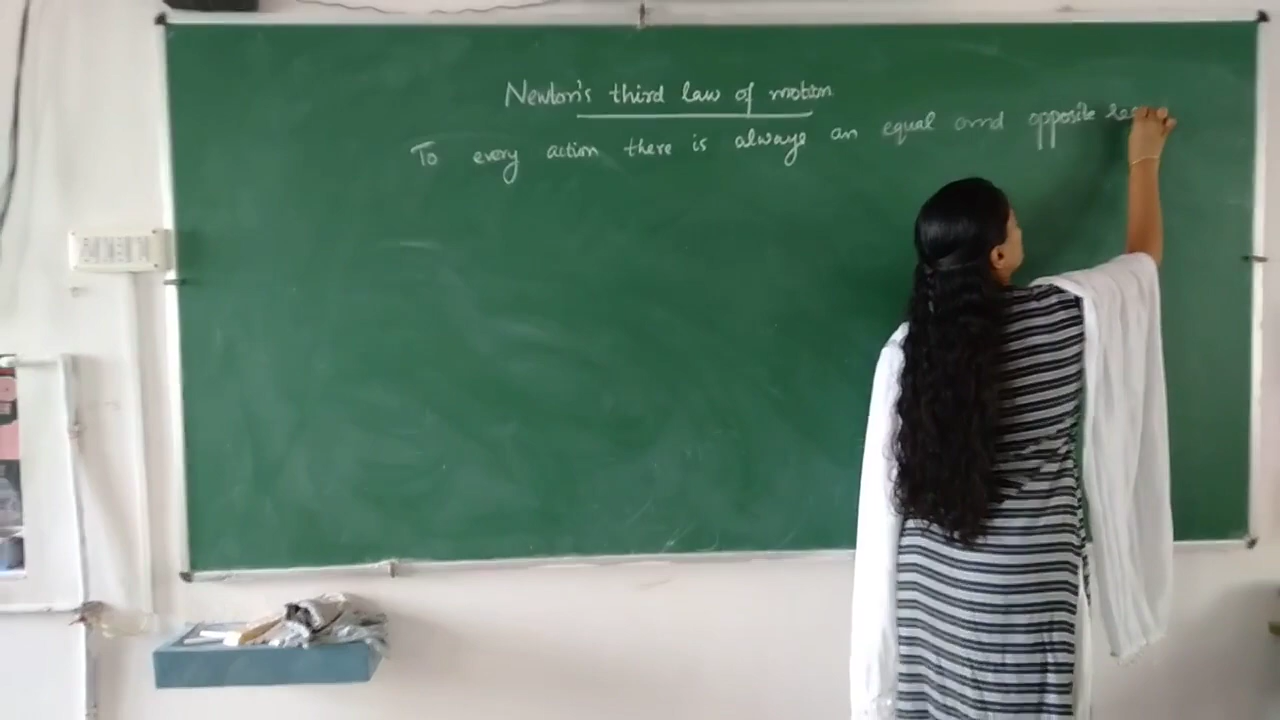 Newton's third law of motion
To every action there is always an equal and opposite